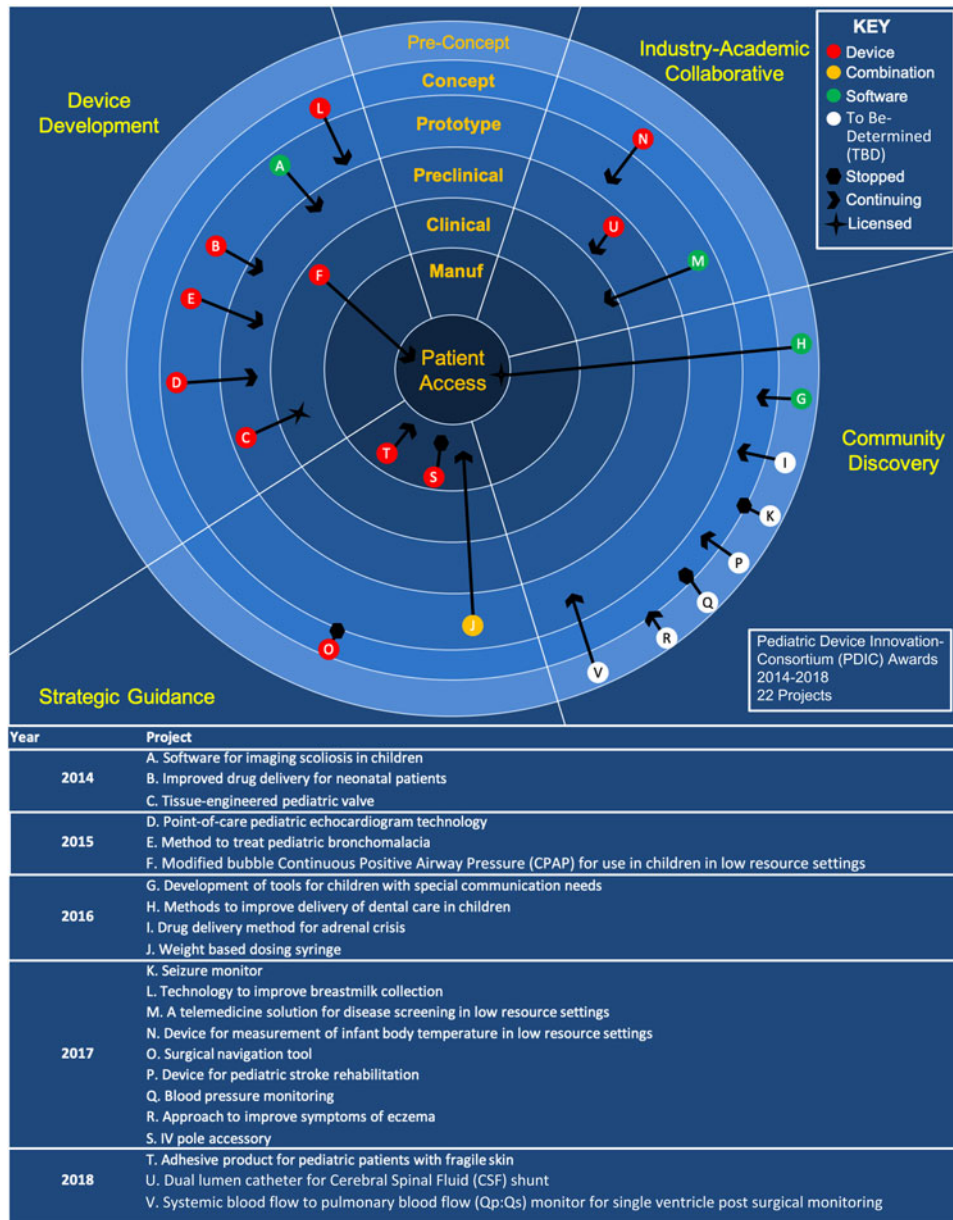 Pre-Concept
Concept
Prototype
Preclinical
Clinical
Manuf
Patient
Access
Device
Development
Industry-Academic
Collaborative
Community
Discovery
Strategic Guidance
KEY
Device
Combination
Software
To Be-
Determined
(TBD)
Stopped
Continuing
Licensed
L
A
B
E
D
C
F
N
U
M
H
G
I
K
P
Q
R
V
T
S
J
O
Pediatric Device Innovation-
Consortium (PDIC) Awards
2014-2018
22 Projects
Year Project
2014
A. Software for imaging scoliosis in children
B. Improved drug delivery for neonatal patients
C. Tissue-engineered pediatric valve
2015
D. Point-of-care pediatric echocardiogram technology
E. Method to treat pediatric bronchomalacia
F. Modified bubble Continuous Positive Airway Pressure (CPAP) for use in children in low resource settings
2016
G. Development of tools for children with special communication needs
H. Methods to improve delivery of dental care in children
I. Drug delivery method for adrenal crisis
J. Weight based dosing syringe
2017
K. Seizure monitor
L. Technology to improve breastmilk collection
M. A telemedicine solution for disease screening in low resource settings
N. Device for measurement of infant body temperature in low resource settings
O. Surgical navigation tool
P. Device for pediatric stroke rehabilitation
Q. Blood pressure monitoring
R. Approach to improve symptoms of eczema
S. IV pole accessory
2018
T. Adhesive product for pediatric patients with fragile skin
U. Dual lumen catheter for Cerebral Spinal Fluid (CSF) shunt
V. Systemic blood flow to pulmonary blood flow (Qp:Qs) monitor for single ventricle post surgical monitoring